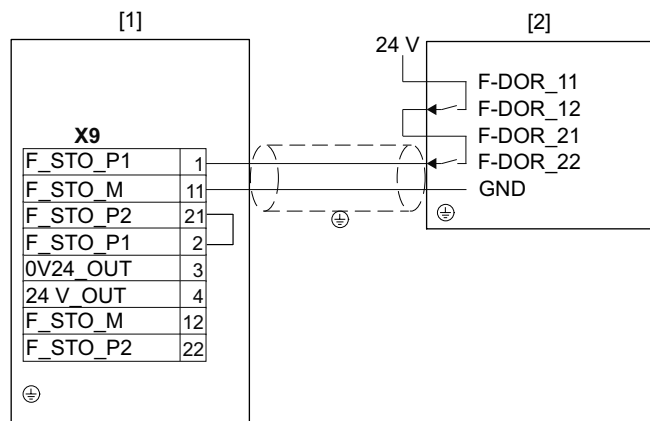 [1]
[2]
24 V
F-DOR_11
F-DOR_12
F-DOR_21
F-DOR_22
GND
X9
F_STO_P1 1
F_STO_M 11
F_STO_P2 21
F_STO_P1 2
0V24_OUT 3
24 V_OUT 4
F_STO_M 12
F_STO_P2 22